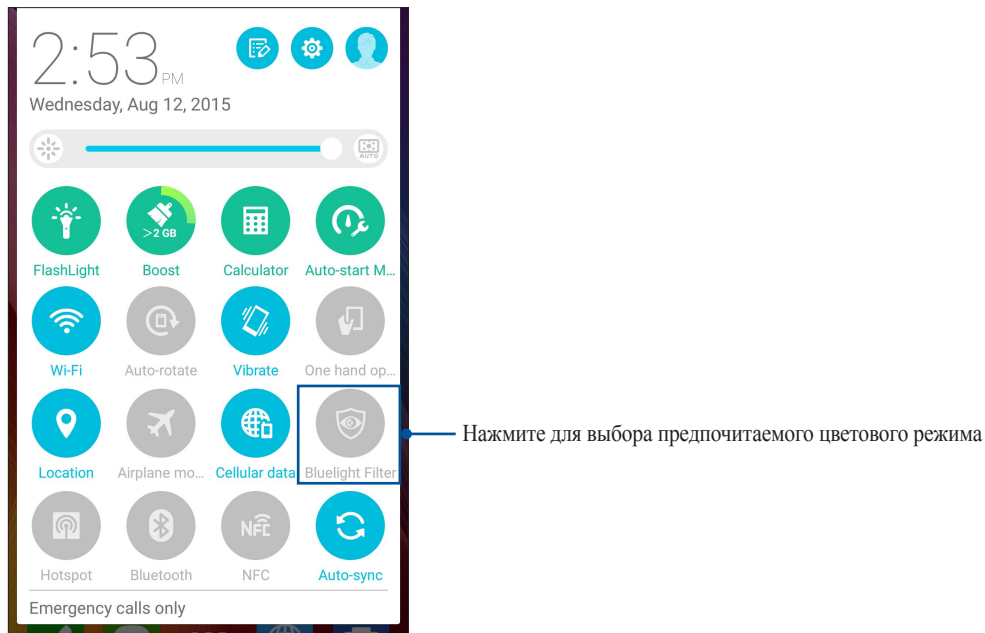 2:53 PM
Wednesday, Aug 12, 2015
AUTO
>2 GB
FlashLight
Boost
Calculator
Auto-start M...
Wi-Fi
Auto-rotate
Vibrate
One hand op...
Location
Airplane mo...
Cellular data
Bluelight Filter
Нажмите для выбора предпочитаемого цветового режима
NFC
Hotspot
Bluetooth
NFC
Auto-sync
Emergency calls only